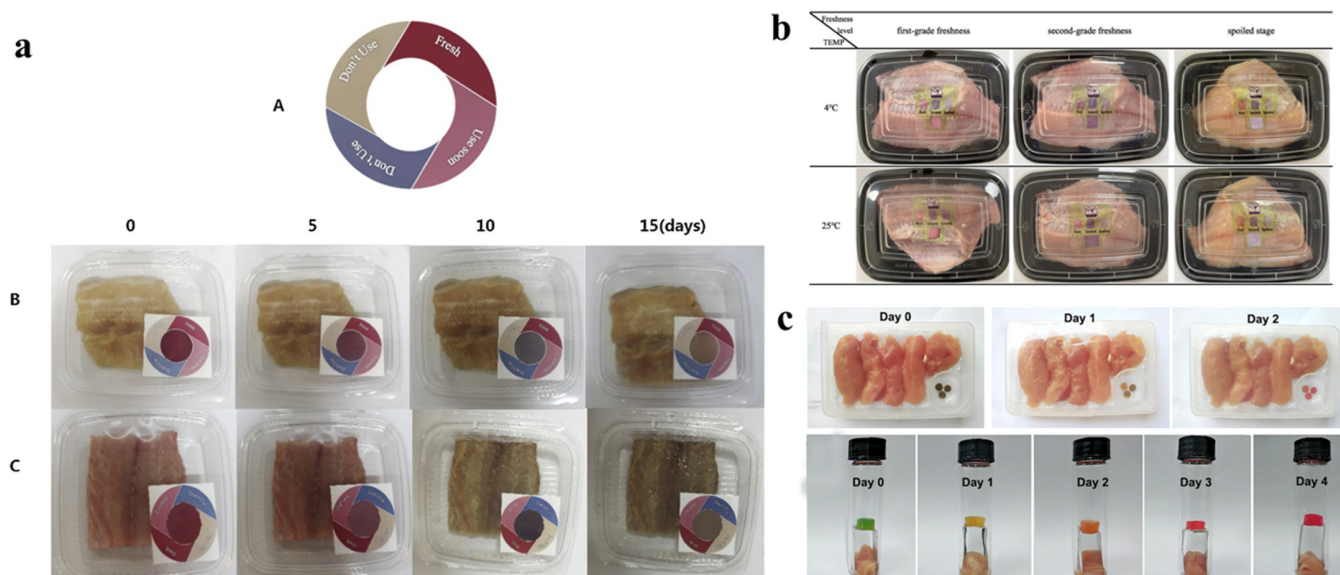 a
A
Fresh
Use soon
Don't Use
Don't Use
0 5 10 15(days)
B
C
b
Freshness
level
TEMP
first-grade freshness second-grade freshness spoiled stage
4°C
25°C
c
Day 0 Day 1 Day 2
Day 0 Day 1 Day 2 Day 3 Day 4